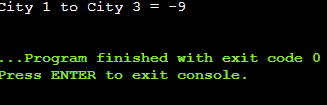 City 1 to City 3 = -9
...Program finished with exit code 0
Press ENTER to exit console.